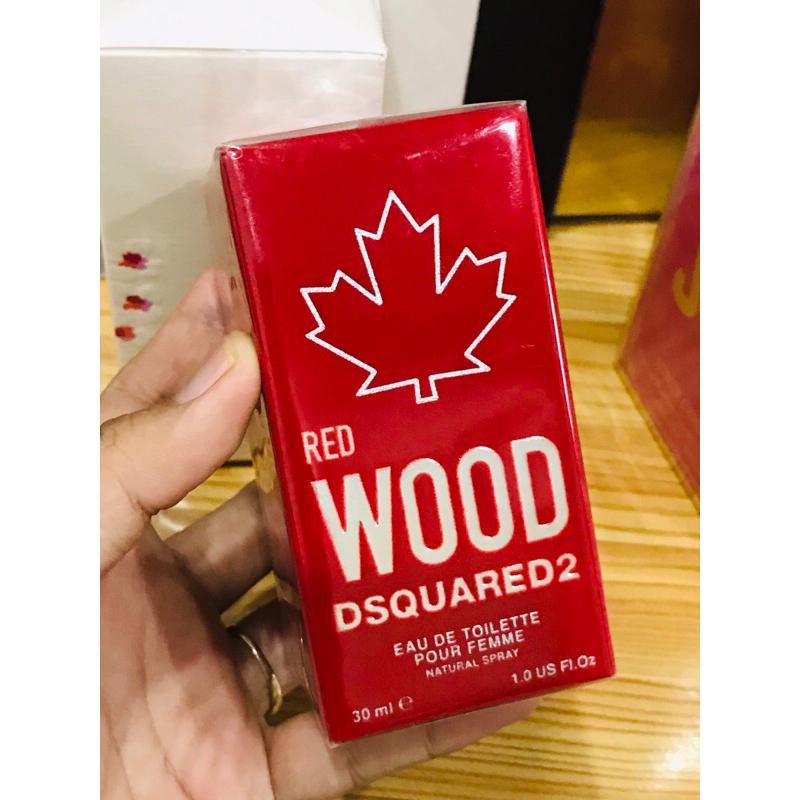 RED
WOOD
DSQUARED2
EAU DE TOILETTE
POUR FEMME
NATURAL SPRAY
30 ml ℮
1.0 US Fl.Oz